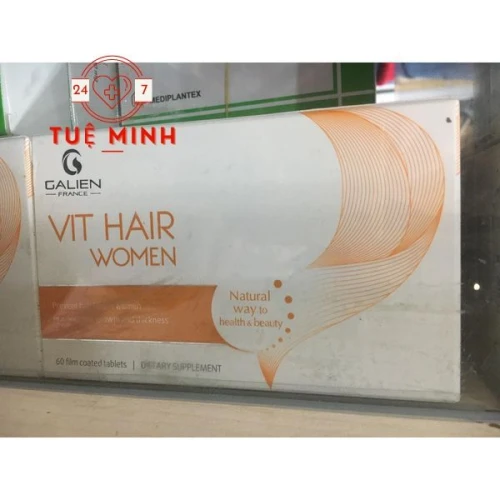 24 7
MEDIPLANTEX
TUỆ MINH
GALIEN
FRANCE
VIT HAIR
WOMEN
Natural
way to
health & beauty
60 film coated tablets | DIETARY SUPPLEMENT